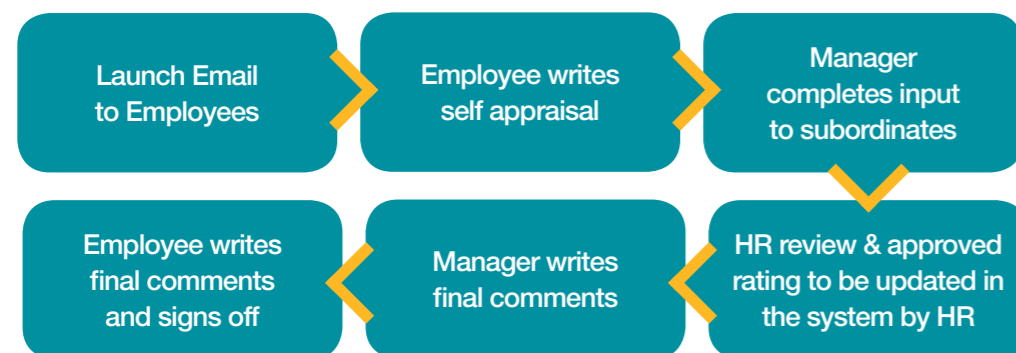 Launch Email
to Employees
Employee writes
self appraisal
Manager
completes input
to subordinates
HR review & approved
rating to be updated in
the system by HR
Manager writes
final comments
Employee writes
final comments
and signs off